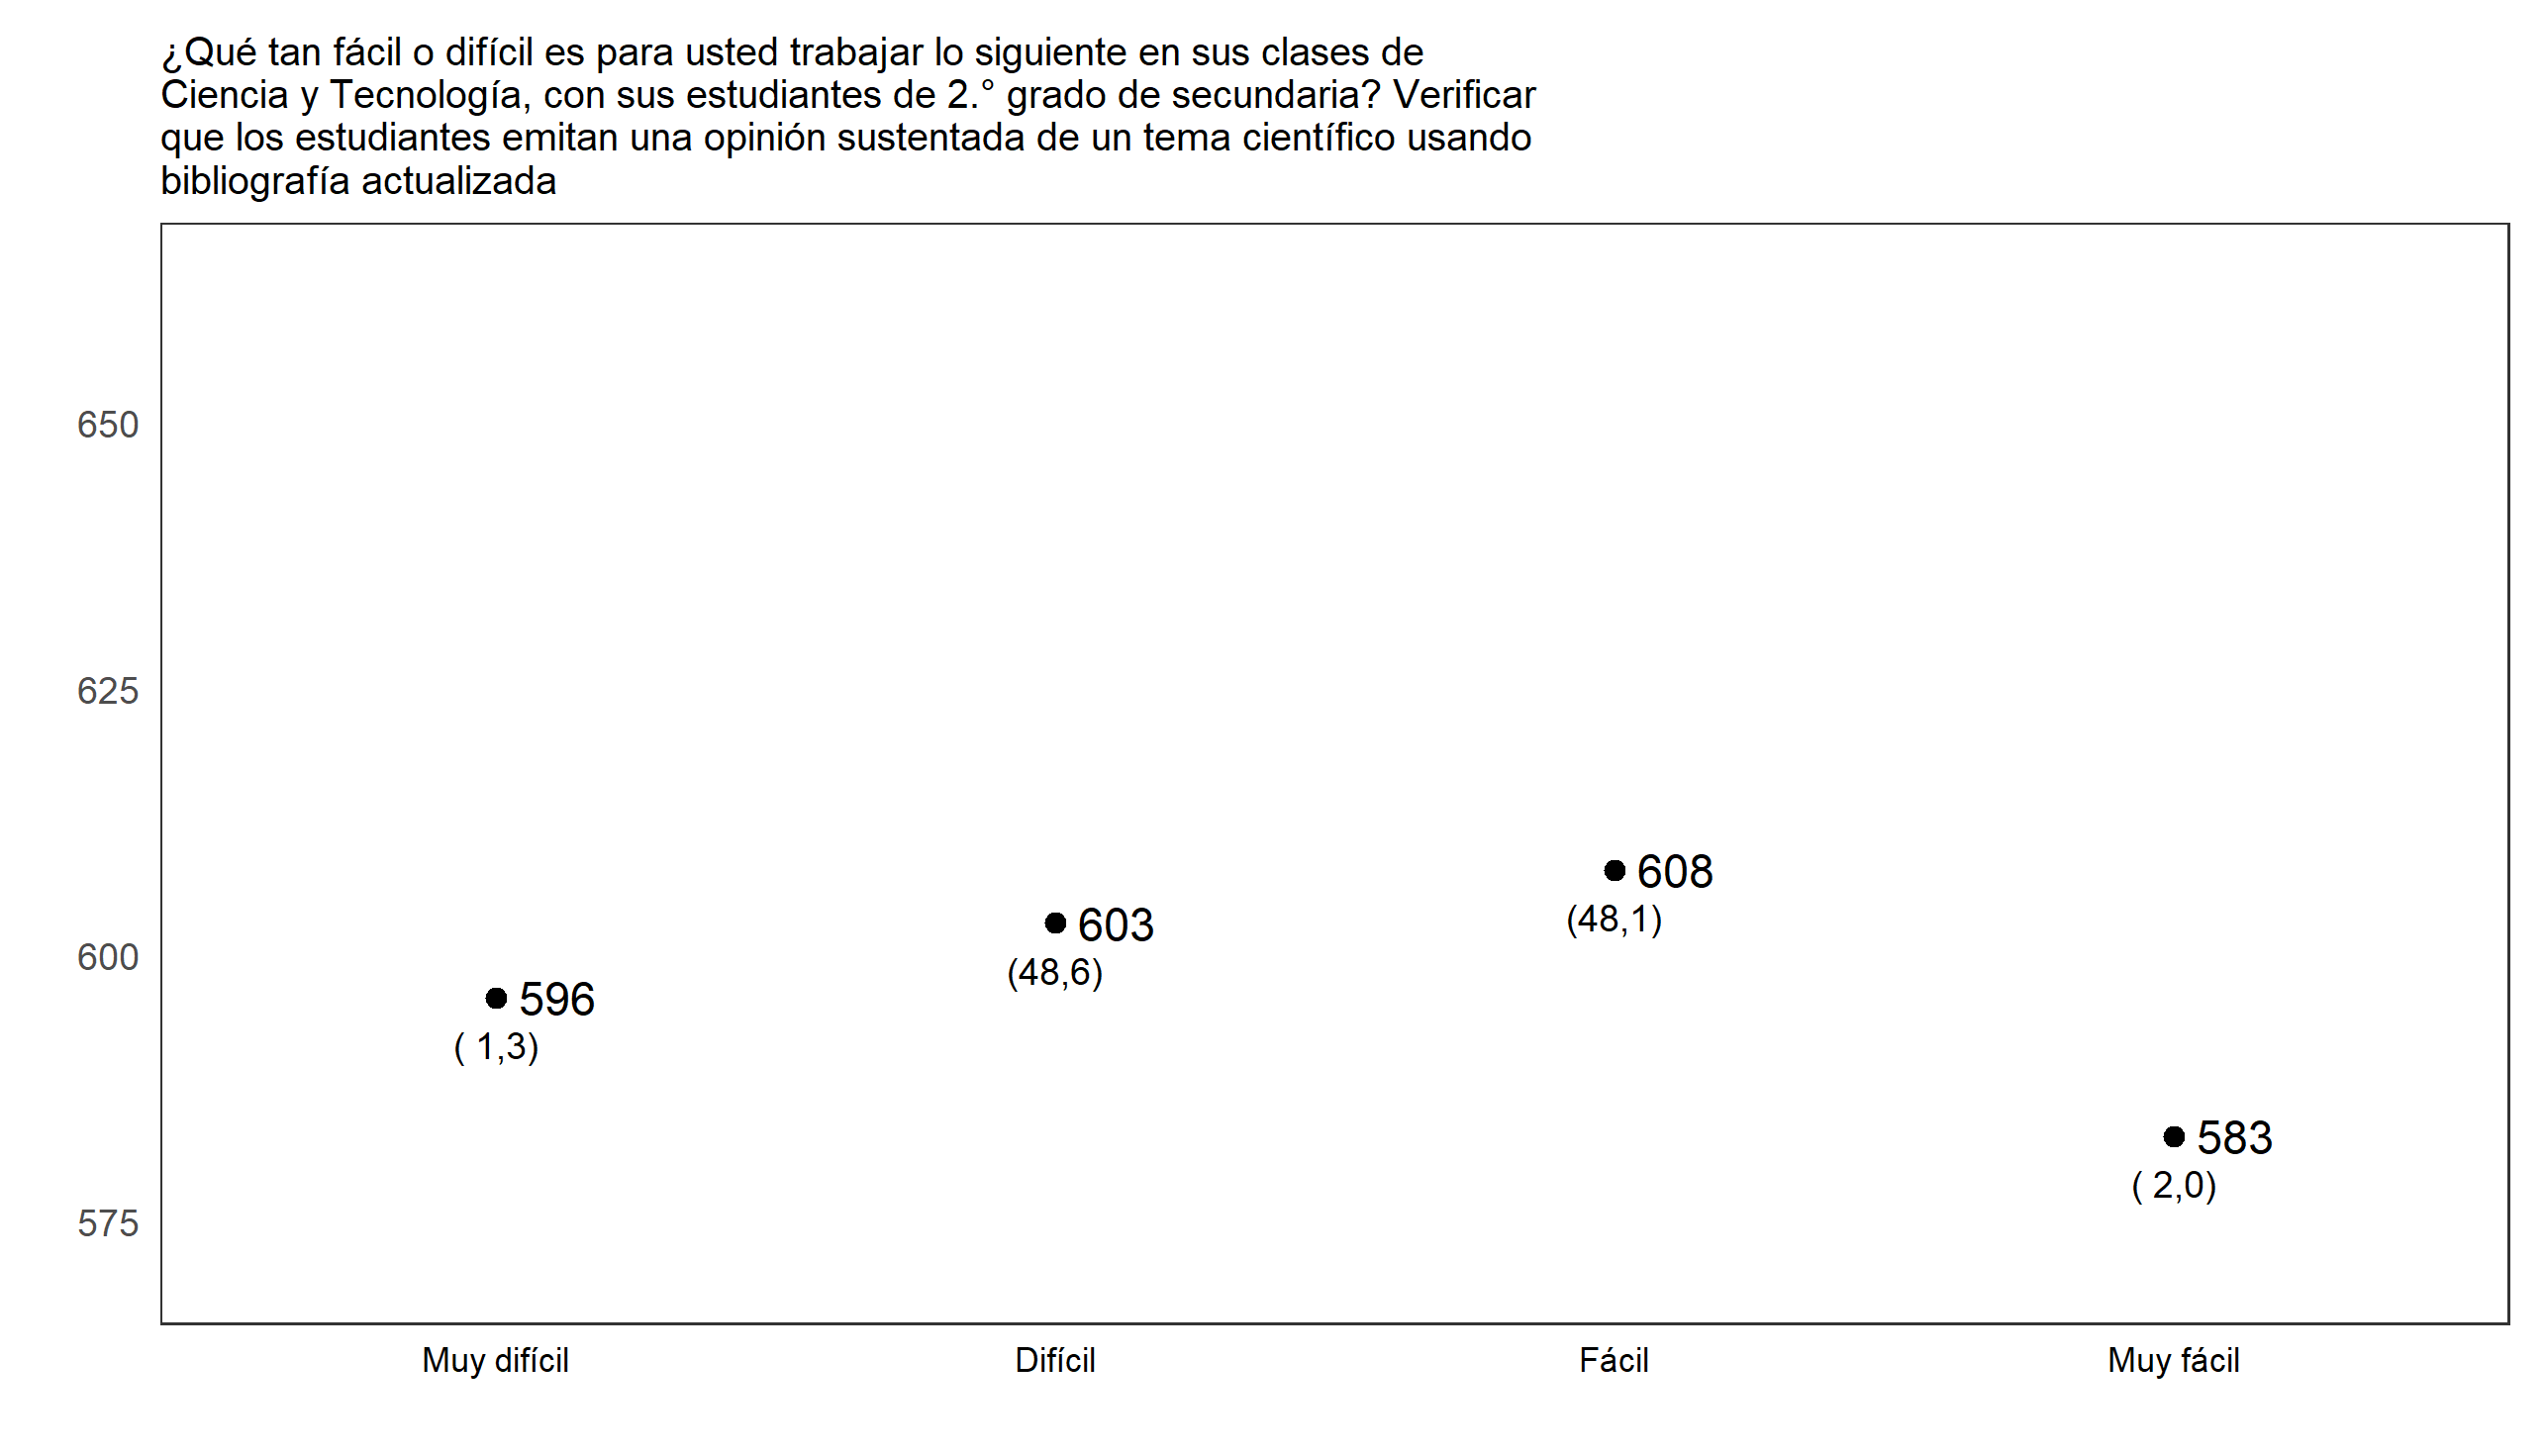 ¿Qué tan fácil o difícil es para usted trabajar lo siguiente en sus clases de
Ciencia y Tecnología, con sus estudiantes de 2.° grado de secundaria? Verificar
que los estudiantes emitan una opinión sustentada de un tema científico usando
bibliografía actualizada
650
625
600
575
608
(48,1)
603
(48,6)
596
( 1,3)
583
( 2,0)
Muy difícil
Difícil
Fácil
Muy fácil